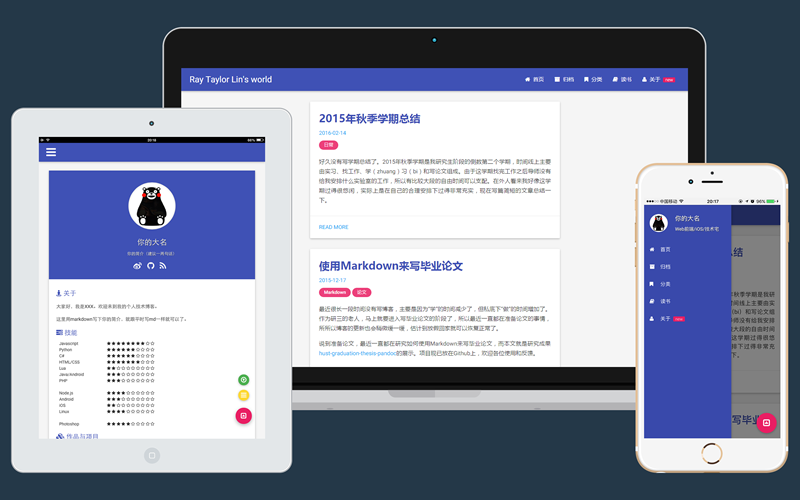 Ray Taylor Lin's world
首页
归档
分类
读书
关于 new
2015年秋季学期总结
2016-02-14
日常
好久没有写学期总结了。2015年秋季学期是我研究生阶段的倒数第二个学期，时间线上主要
由实习、找工作、学（zhuang）习（bi）和写论文组成。由于这学期找完工作之后导师没有
给我安排什么实验室的工作，所以有比较大段的自由时间可以支配。在外人看来我好像这学
期过得很悠闲，实际上是在自己的合理安排下过得非常充实，现在写篇简短的文章总结一
下。
READ MORE
使用Markdown来写毕业论文
2015-12-17
Markdown
论文
最近很长一段时间没有写博客，主要是因为"学"的时间减少了，但私底下"做"的时间增加了。
作为研三的老人，马上我要进入写毕业论文的阶段了，所以最近一直都在准备论文的事情，
所所以博客的更新也会稍微缓一缓，估计到放假回家就可以恢复正常了。
说到准备论文，最近一直都在研究如何使用Markdown来写毕业论文，而本文就是研究成果
hust-graduation-thesis-pandoc的展示。项目现已放在Github上，欢迎各位使用和反馈。
20:16
你的大名
你的简介（建议一两句话）
关于
大家好，我是XXX。欢迎来到我的个人技术博客。
这里用markdown写下你的简介，就跟平时写md一样就可以了。
技能
Javascript
Python
C#
HTML/CSS
Lua
Java/Android
PHP
Node.js
Android
iOS
Linux
Photoshop
作品与项目
中国移动
20:17
96%
你的大名
Web前端/iOS/技术宅
首页
归档
分类
读书
关于 new